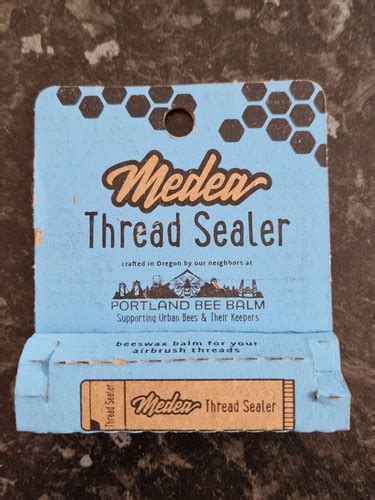 Medea
Thread Sealer
crafted in Oregon by our neighbors at
PORTLAND BEE BALM
Supporting Urban Bees & Their Keepers
beeswax balm for your
airbrush threads
Thread Sealer
Medea Thread Sealer